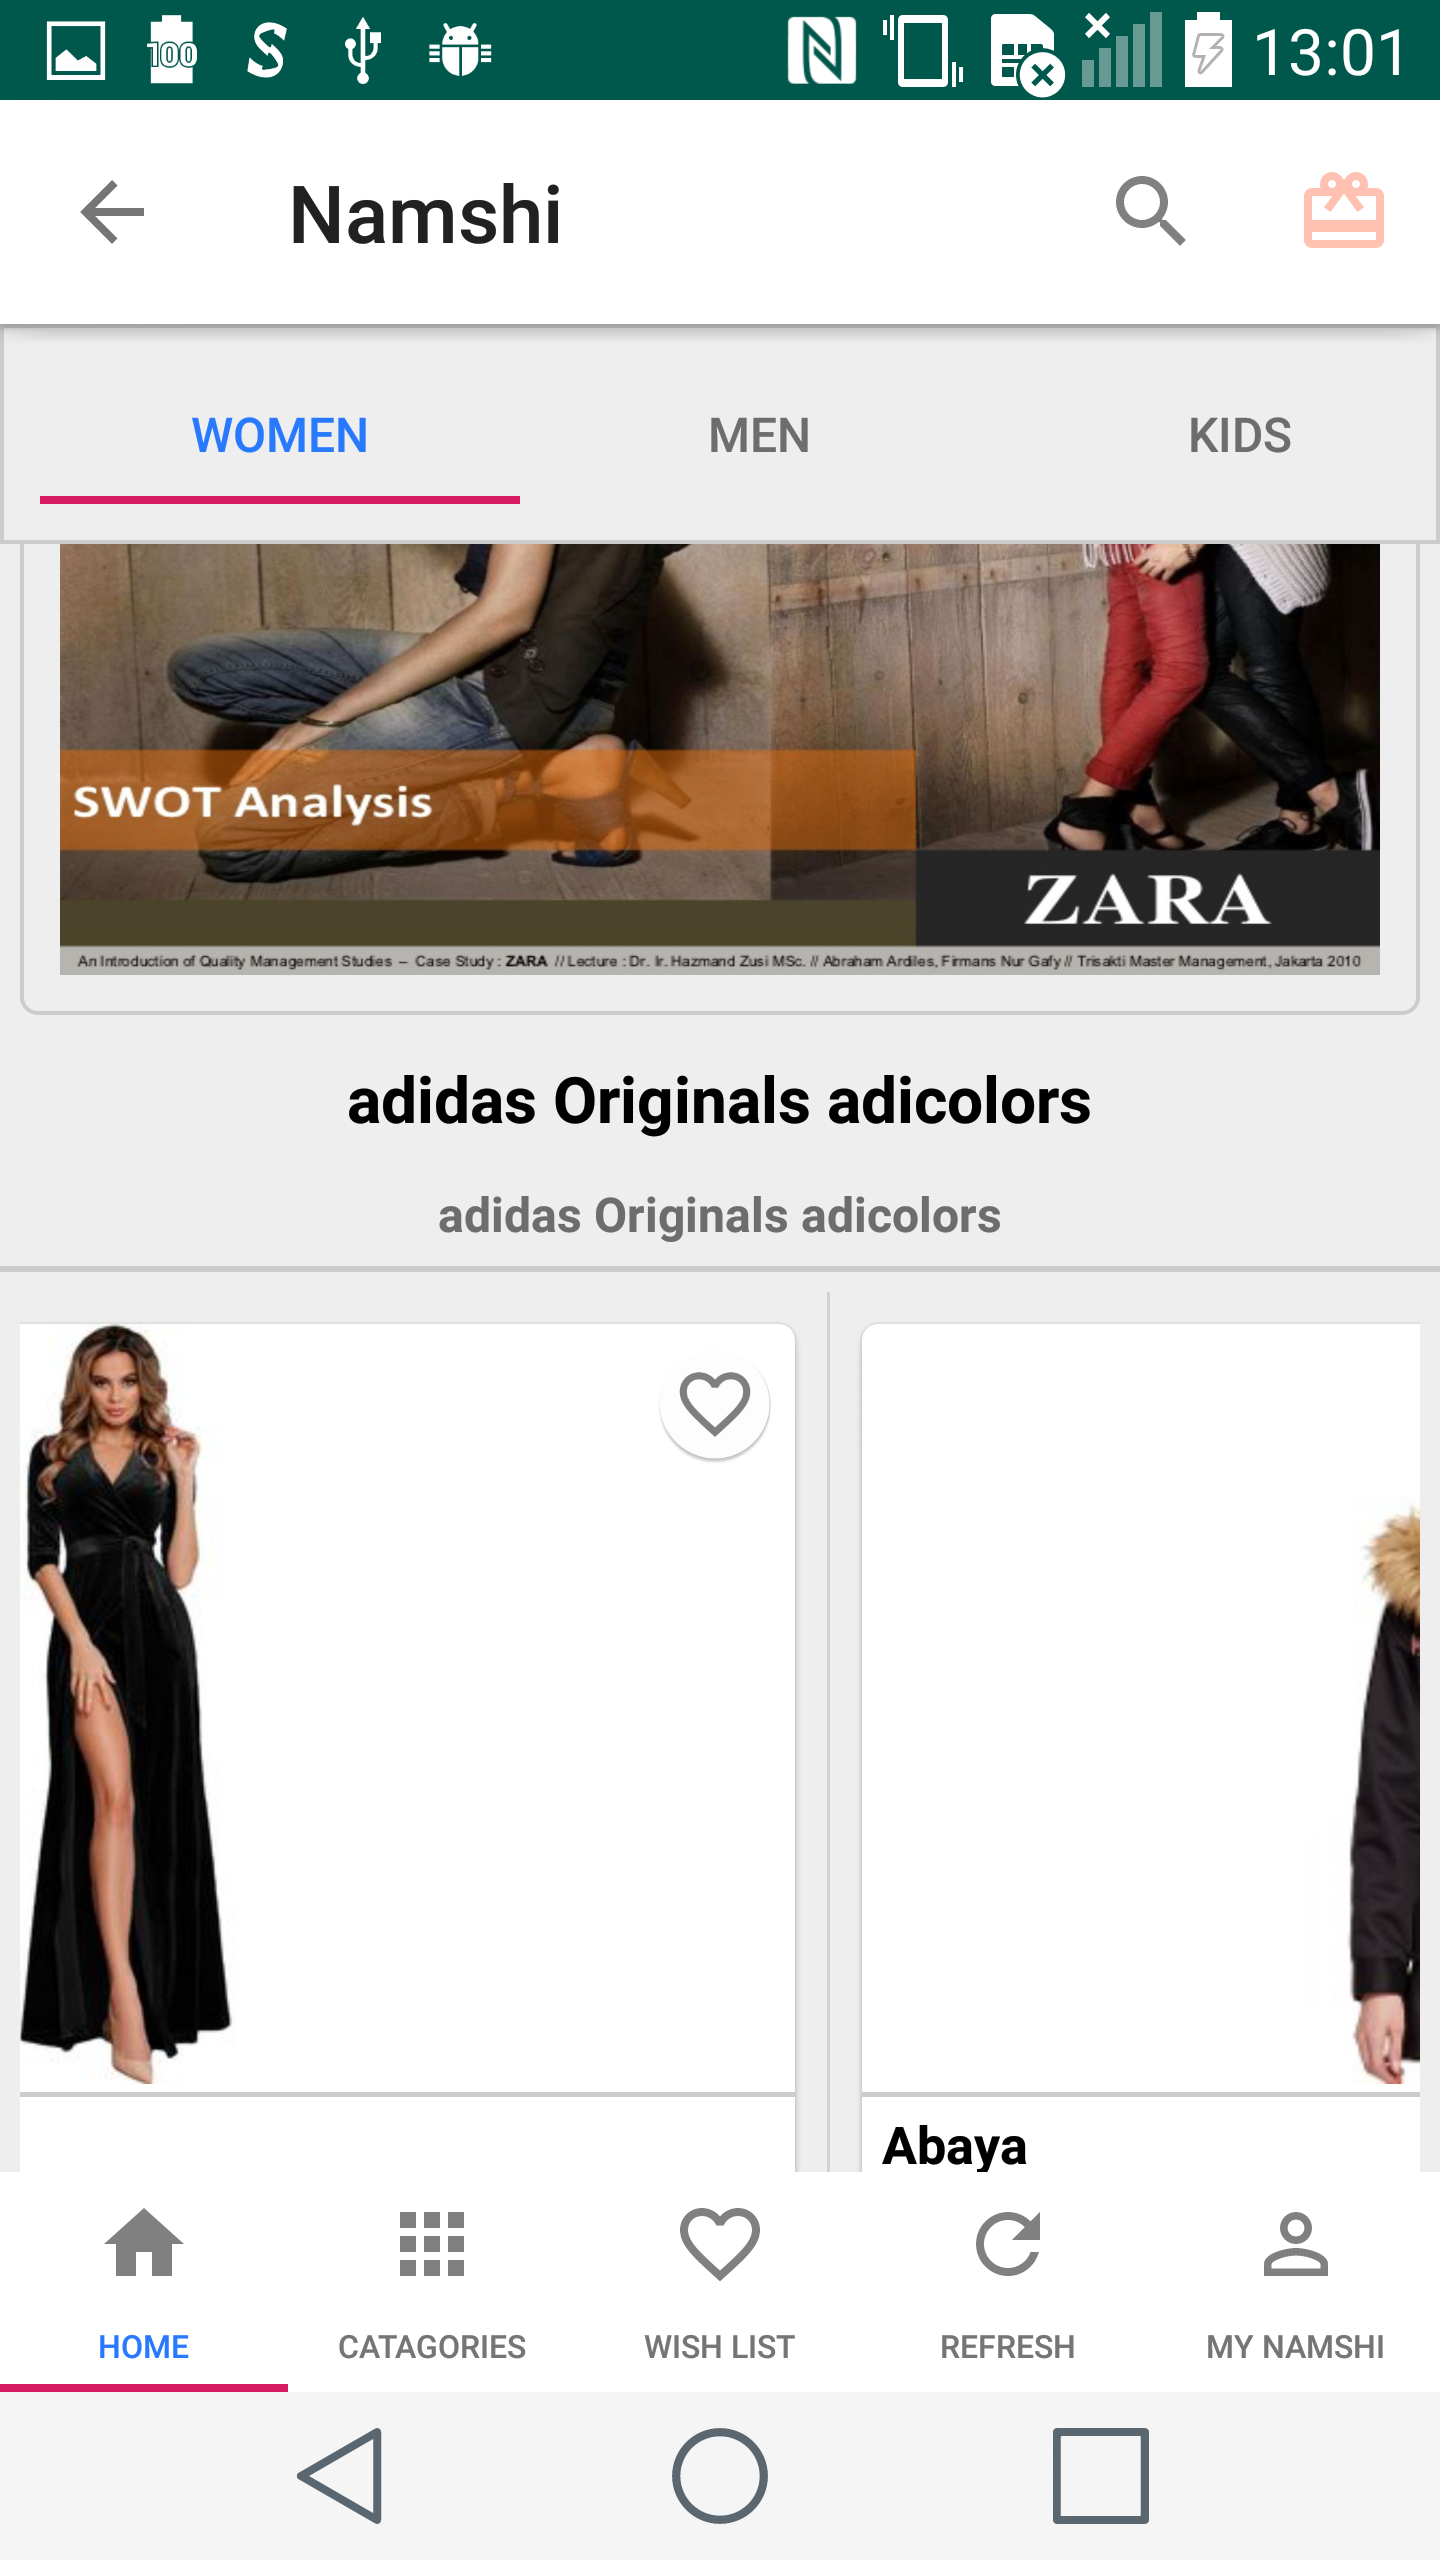 100
13:01
Namshi
WOMEN
MEN
KIDS
SWOT Analysis
ZARA
An Introduction of Quality Management Studies – Case Study : ZARA // Lecture : Dr. Ir. Hazmand Zusi MSc. // Abraham Ardiles, Firmans Nur Gafy // Trisakti Master Management, Jakarta 2010
adidas Originals adicolors
adidas Originals adicolors
Abaya
HOME
CATAGORIES
WISH LIST
REFRESH
MY NAMSHI